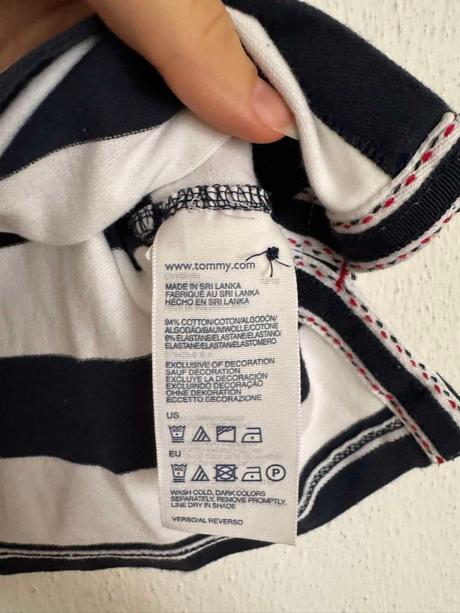 www.tommy.com
MADE IN SRI LANKA
FABRIQUÉ AU SRI LANKA
HECHO EN SRI LANKA
94% COTTON/COTON/ALGODÓN/
ALGODÃO/BAUMWOLLE/COTONE
6% ELASTANE/ELASTAN/ELASTANO/
ELASTANE/ELASTAN/ELASTOMERO
EXCLUSIVE OF DECORATION
SAUF DECORATION
EXCLUYE LA DECORACIÓN
EXCLUINDO DECORAÇÃO
OHNE DEKORATION
ECCETTO DECORAZIONE
US
EU
WASH COLD, DARK COLORS
SEPARATELY, REMOVE PROMPTLY,
LINE DRY IN SHADE
VERSO/AL REVERSO